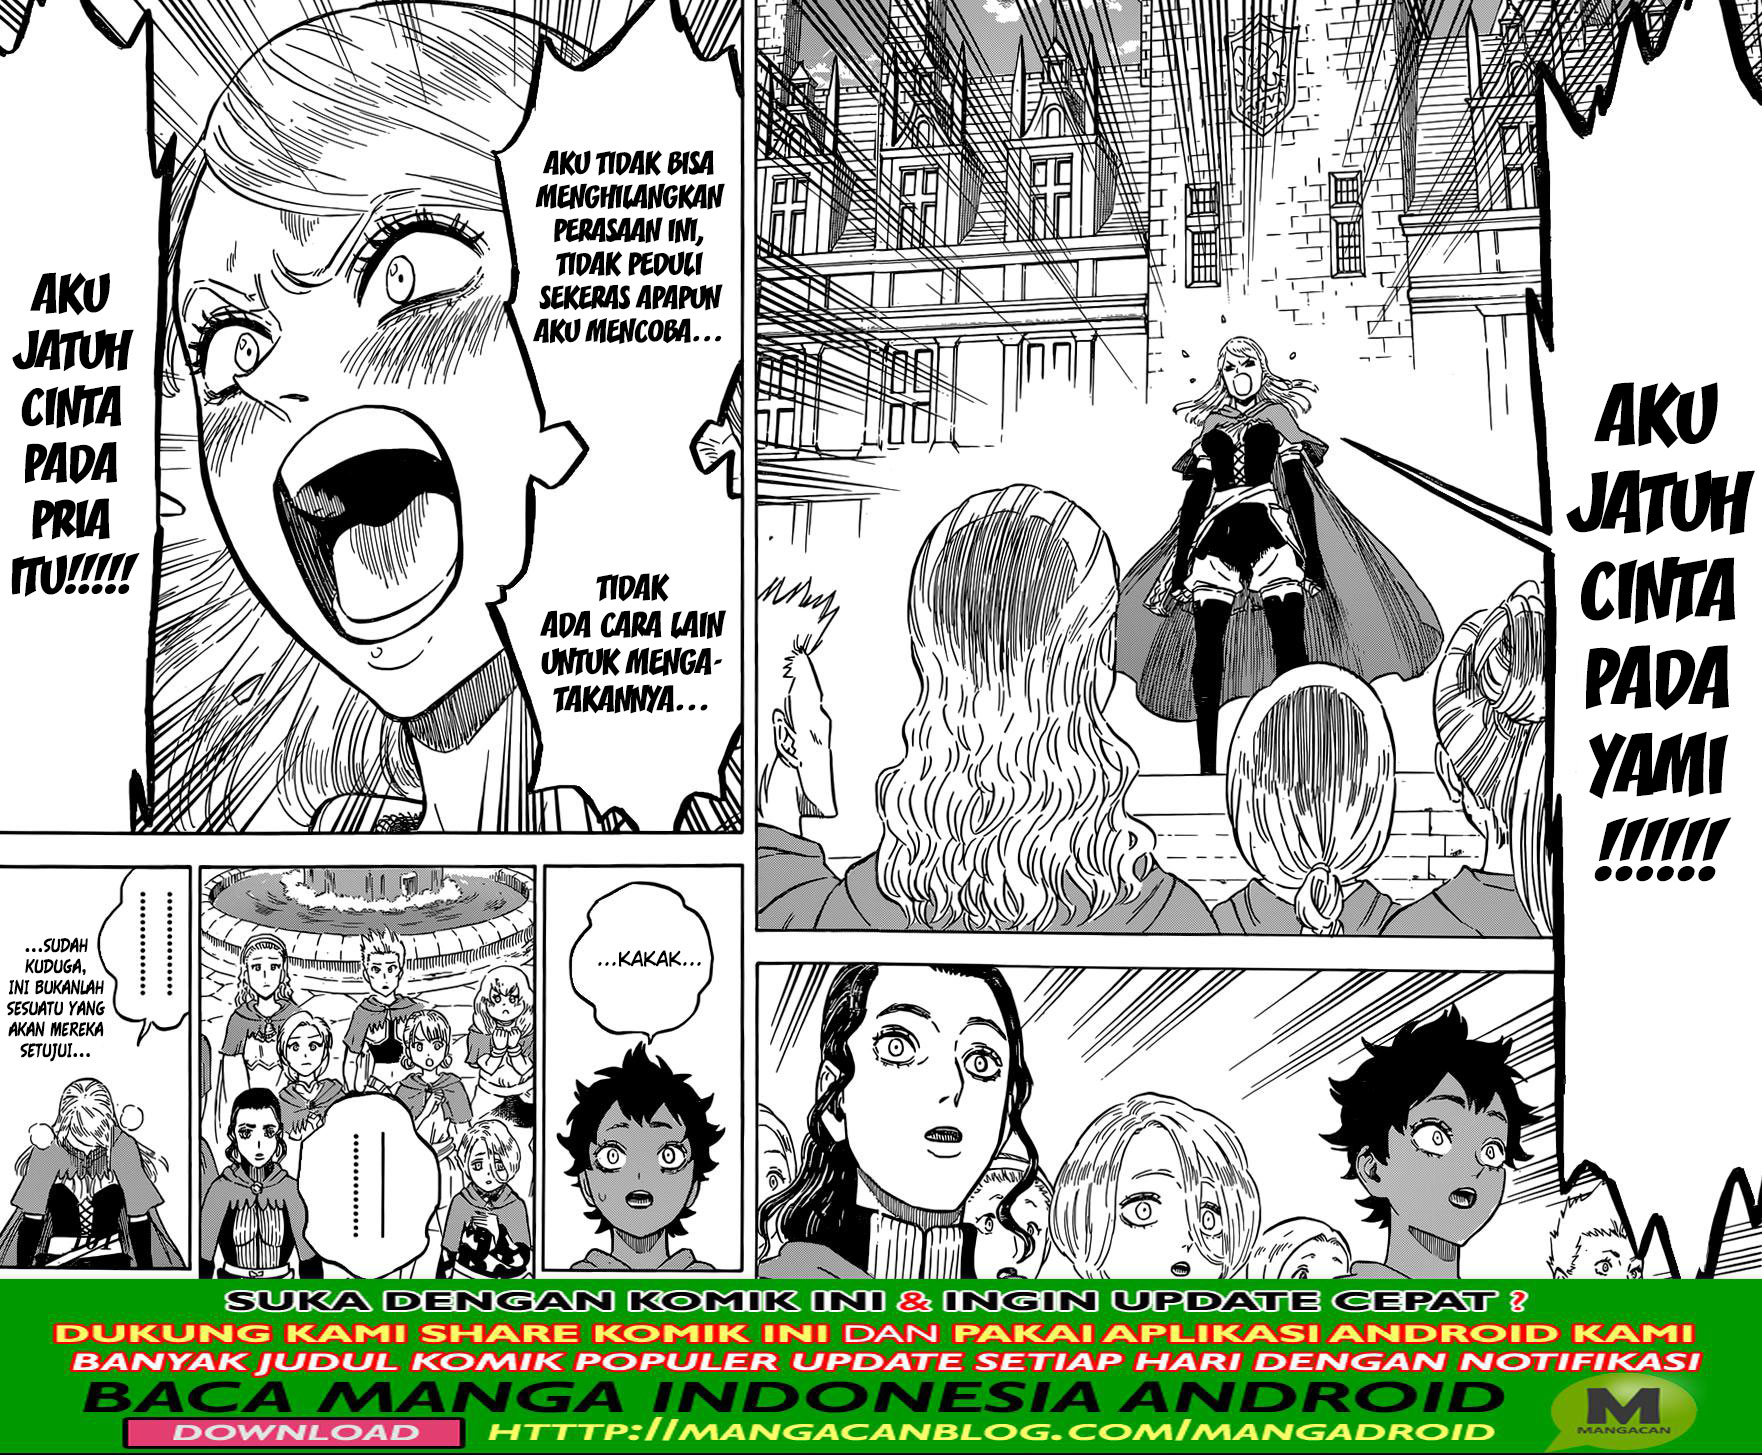 AKU
JATUH
CINTA
PADA
YAMI
!!!!!!
AKU TIDAK BISA
MENGHILANGKAN
PERASAAN INI,
TIDAK PEDULI
SEKERAS APAPUN
AKU MENCOBA...
TIDAK
ADA CARA LAIN
UNTUK MENGA-
TAKANNYA...
AKU
JATUH
CINTA
PADA
PRIA
ITU!!!!!
...KAKAK...
...SUDAH
KUDUGA,
INI BUKANLAH
SESUATU YANG
AKAN MEREKA
SETUJUI...
SUKA DENGAN KOMIK INI & INGIN UPDATE CEPAT ?
DUKUNG KAMI SHARE KOMIK INI DAN PAKAI APLIKASI ANDROID KAMI
BANYAK JUDUL KOMIK POPULER UPDATE SETIAP HARI DENGAN NOTIFIKASI
BACA MANGA INDONESIA ANDROID
DOWNLOAD HTTTP://MANGACANBLOG.COM/MANGADROID
M
MANGACAN